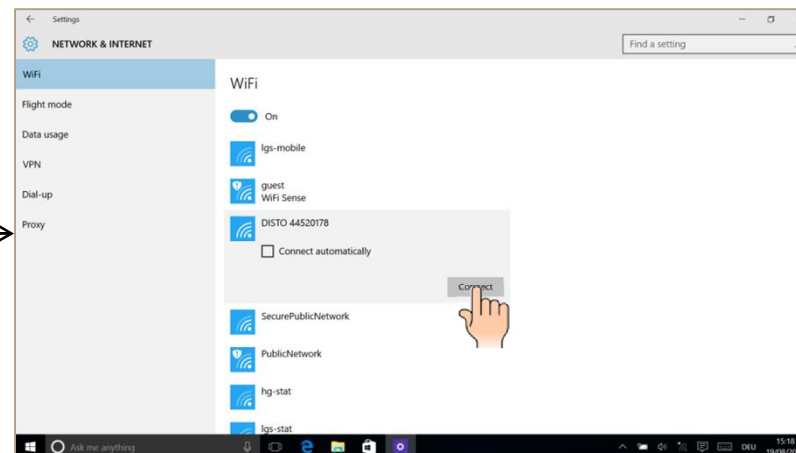 Settings
NETWORK & INTERNET
Find a setting
WiFi
Flight mode
Data usage
VPN
Dial-up
Proxy
WiFi
On
lgs-mobile
guest
WiFi Sense
DISTO 44520178
Connect automatically
Connect
SecurePublicNetwork
PublicNetwork
hg-stat
lgs-stat
Ask me anything
DEU
15:18